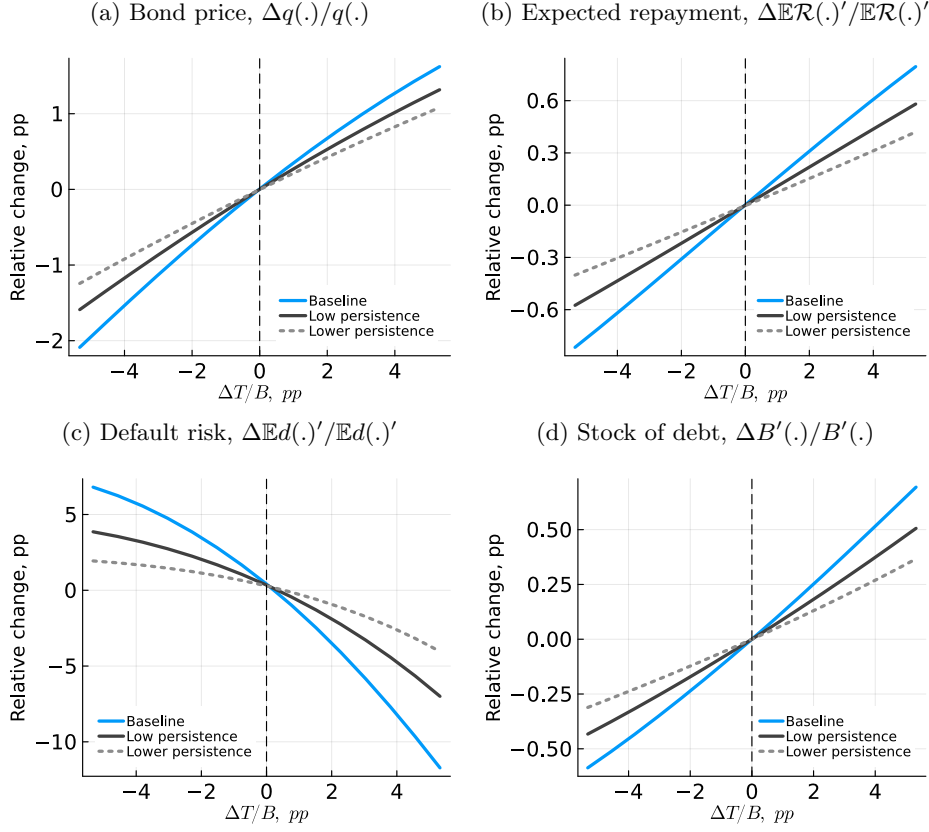 (a) Bond price, Δq(.)/q(.)
Relative change, pp
1
0
−1
−2
−4
−2
0
2
4
ΔT/B, pp
Baseline
Low persistence
Lower persistence
(b) Expected repayment, Δ𝔼ℛ(.)′/𝔼ℛ(.)′
Relative change, pp
0.6
0.3
0.0
−0.3
−0.6
−4
−2
0
2
4
ΔT/B, pp
Baseline
Low persistence
Lower persistence
(c) Default risk, Δ𝔼d(.)′/𝔼d(.)′
Relative change, pp
5
0
−5
−10
−4
−2
0
2
4
ΔT/B, pp
Baseline
Low persistence
Lower persistence
(d) Stock of debt, ΔB′(.)/B′(.)
Relative change, pp
0.50
0.25
0.00
−0.25
−0.50
−4
−2
0
2
4
ΔT/B, pp
Baseline
Low persistence
Lower persistence